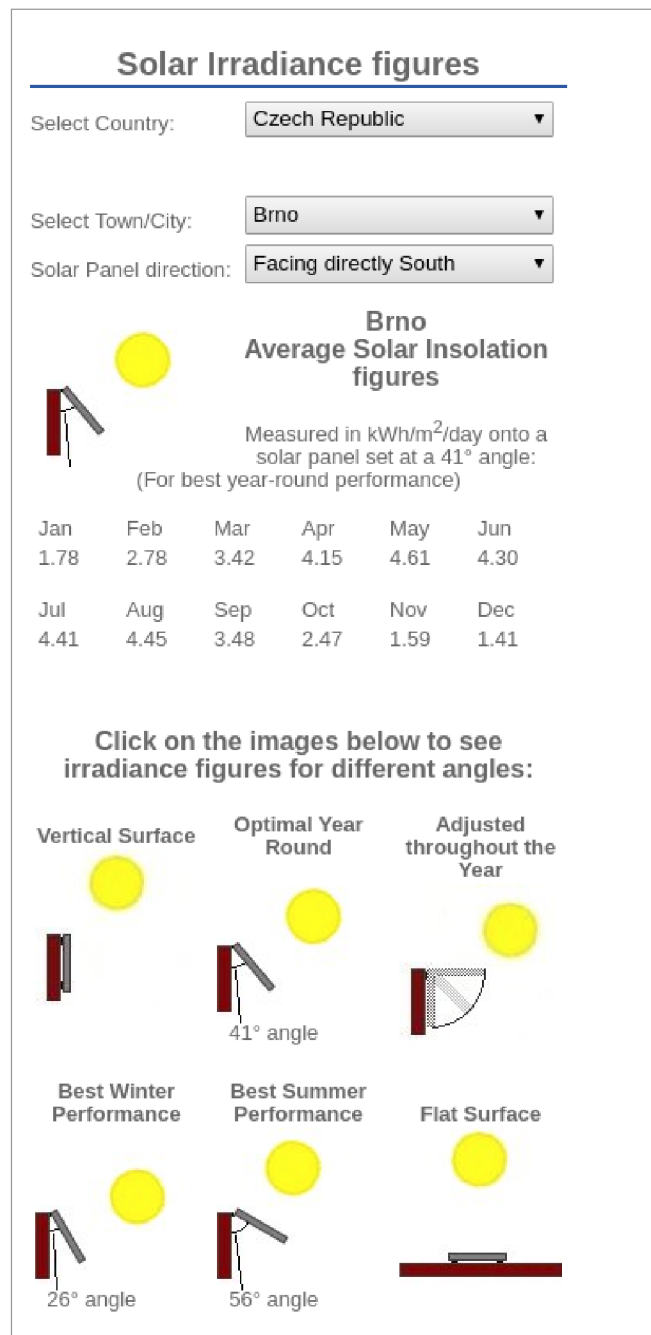 Solar Irradiance figures
Select Country:
Czech Republic
Select Town/City:
Brno
Solar Panel direction:
Facing directly South
Brno
Average Solar Insolation
figures
Measured in kWh/m²/day onto a
solar panel set at a 41° angle:
(For best year-round performance)
Jan Feb Mar Apr May Jun
1.78 2.78 3.42 4.15 4.61 4.30
Jul Aug Sep Oct Nov Dec
4.41 4.45 3.48 2.47 1.59 1.41
Click on the images below to see
irradiance figures for different angles:
Vertical Surface
Optimal Year
Round
41° angle
Adjusted
throughout the
Year
Best Winter
Performance
26° angle
Best Summer
Performance
56° angle
Flat Surface